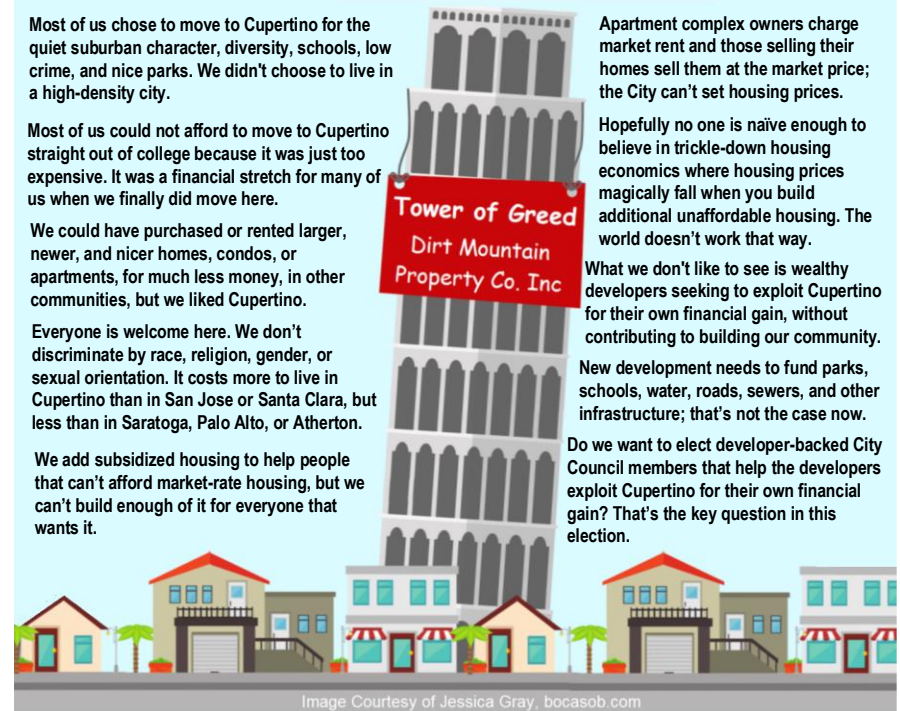 Most of us chose to move to Cupertino for the
quiet suburban character, diversity, schools, low
crime, and nice parks. We didn't choose to live in
a high-density city.
Most of us could not afford to move to Cupertino
straight out of college because it was just too
expensive. It was a financial stretch for many of
us when we finally did move here.
We could have purchased or rented larger,
newer, and nicer homes, condos, or
apartments, for much less money, in other
communities, but we liked Cupertino.
Everyone is welcome here. We don’t
discriminate by race, religion, gender, or
sexual orientation. It costs more to live in
Cupertino than in San Jose or Santa Clara, but
less than in Saratoga, Palo Alto, or Atherton.
We add subsidized housing to help people
that can’t afford market-rate housing, but we
can’t build enough of it for everyone that
wants it.
Tower of Greed
Dirt Mountain
Property Co. Inc
Apartment complex owners charge
market rent and those selling their
homes sell them at the market price;
the City can’t set housing prices.
Hopefully no one is naïve enough to
believe in trickle-down housing
economics where housing prices
magically fall when you build
additional unaffordable housing. The
world doesn’t work that way.
What we don't like to see is wealthy
developers seeking to exploit Cupertino
for their own financial gain, without
contributing to building our community.
New development needs to fund parks,
schools, water, roads, sewers, and other
infrastructure; that’s not the case now.
Do we want to elect developer-backed City
Council members that help the developers
exploit Cupertino for their own financial
gain? That’s the key question in this
election.
Image Courtesy of Jessica Gray, bocasob.com